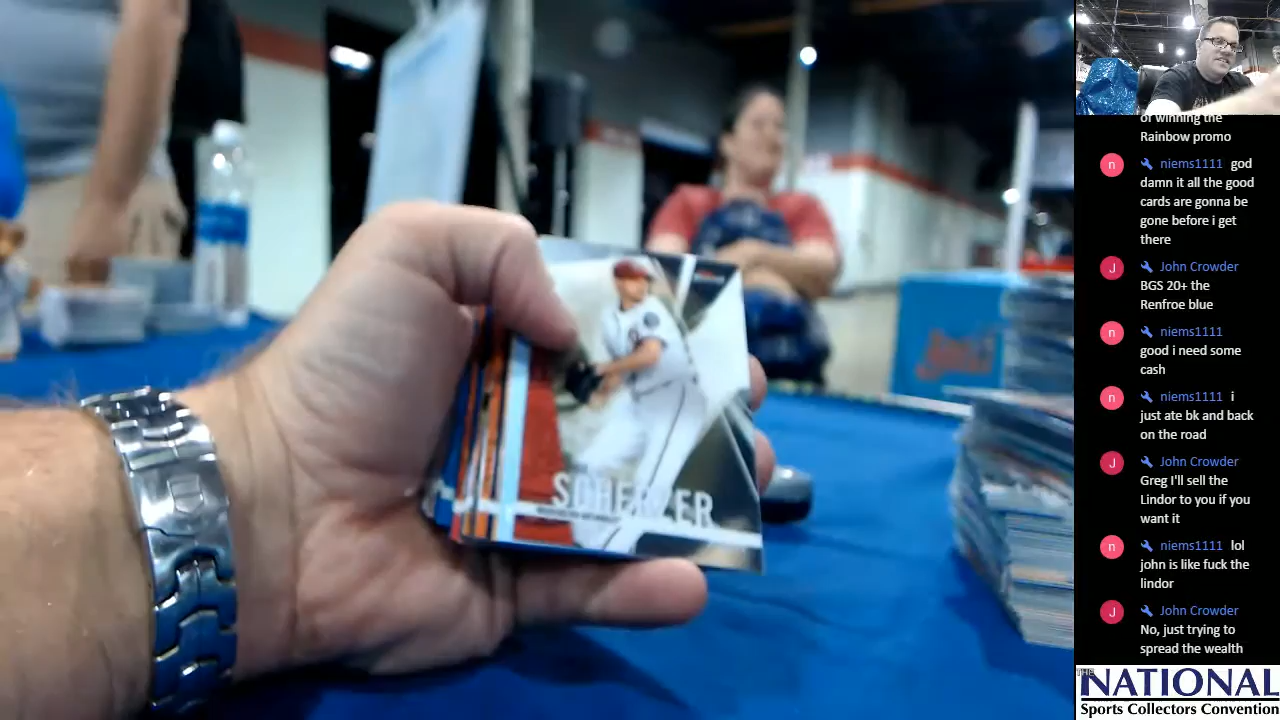 SCHERZER
of winning the
Rainbow promo
niems1111 god
damn it all the good
cards are gonna be
gone before i get
there
John Crowder
BGS 20+ the
Renfroe blue
niems1111
good i need some
cash
niems1111 i
just ate bk and back
on the road
John Crowder
Greg I'll sell the
Lindor to you if you
want it
niems1111 lol
john is like fuck the
lindor
John Crowder
No, just trying to
spread the wealth
THE
NATIONAL
Sports Collectors Convention